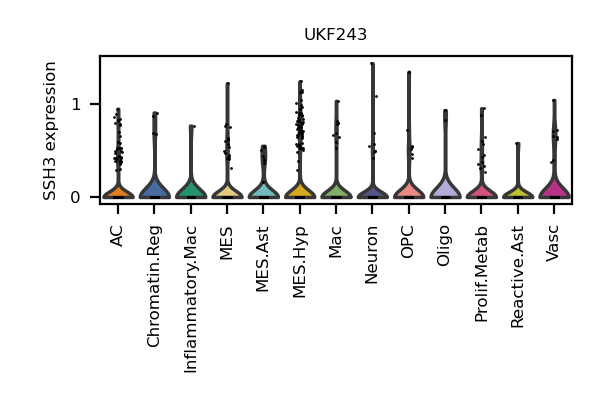 UKF243
SSH3 expression
1
0
AC
Chromatin.Reg
Inflammatory.Mac
MES
MES.Ast
MES.Hyp
Mac
Neuron
OPC
Oligo
Prolif.Metab
Reactive.Ast
Vasc